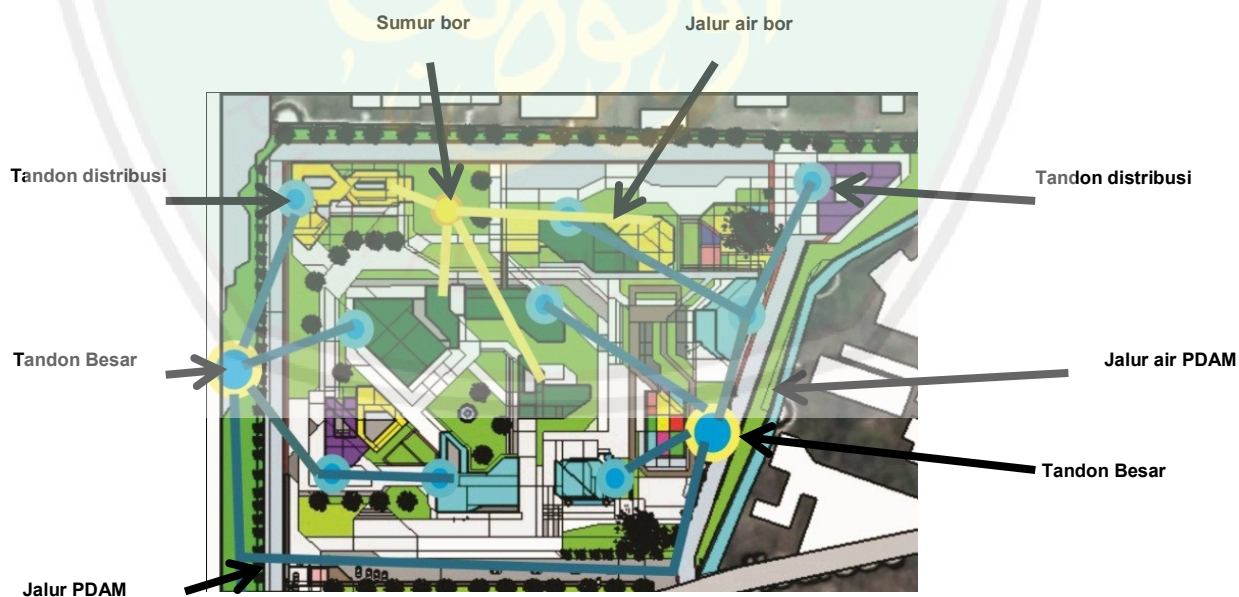 Sumur bor
Jalur air bor
Tandon distribusi
Tandon distribusi
Tandon Besar
Jalur air PDAM
Tandon Besar
Jalur PDAM